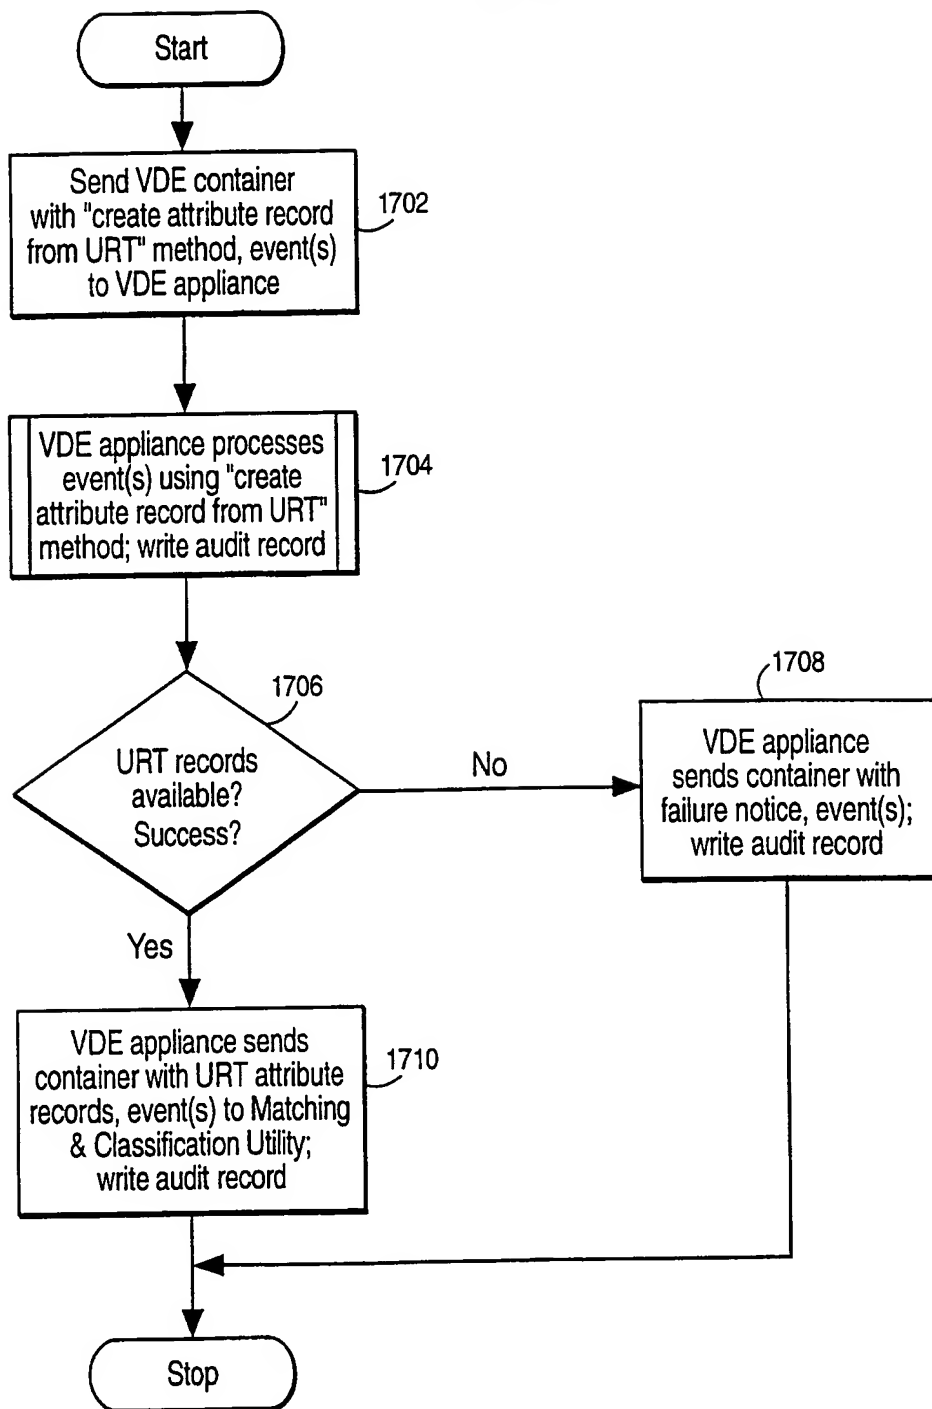 Start
Send VDE container
with "create attribute record
from URT" method, event(s)
to VDE appliance
1702
VDE appliance processes
event(s) using "create
attribute record from URT"
method; write audit record
1704
URT records
available?
Success?
1706
No
1708
VDE appliance
sends container with
failure notice, event(s);
write audit record
Yes
VDE appliance sends
container with URT attribute
records, event(s) to Matching
& Classification Utility;
write audit record
1710
Stop